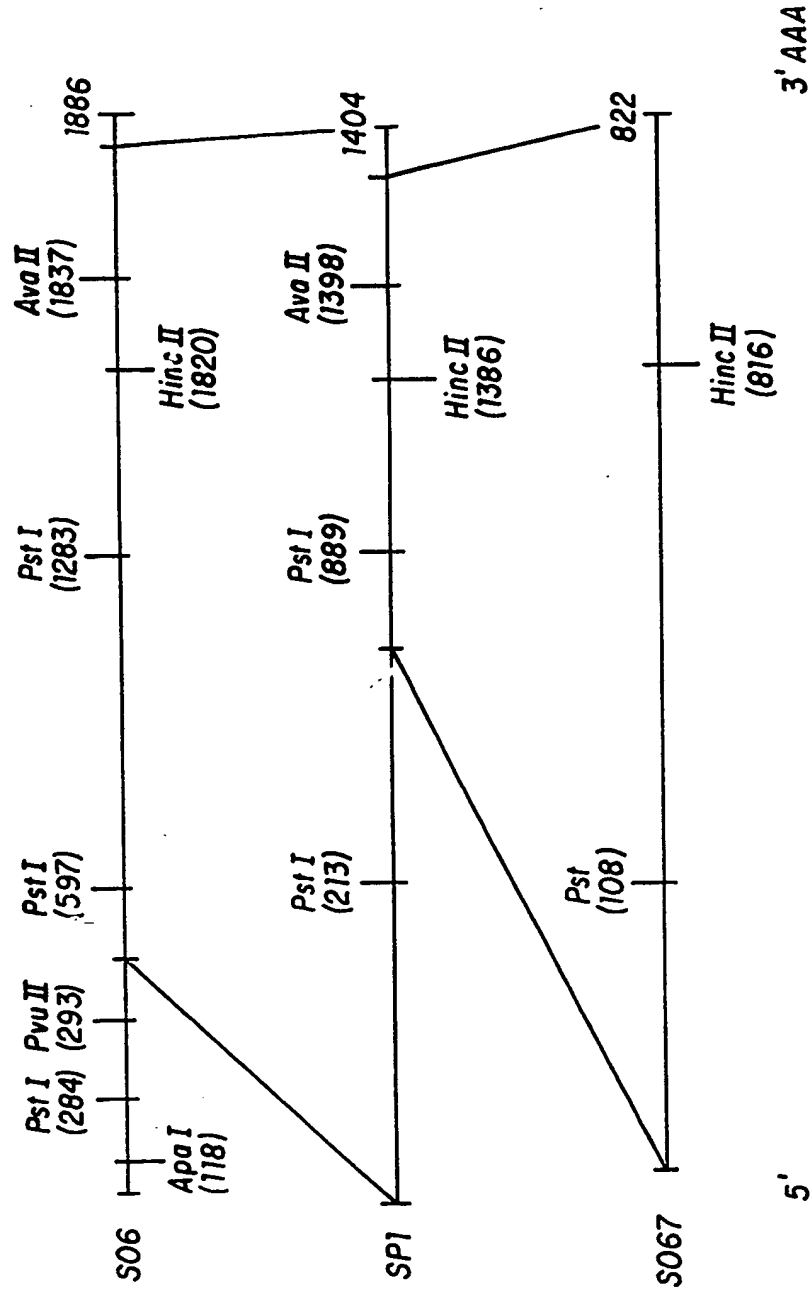 SO6
Apa I
(118)
Pst I
(284)
Pvu II
(293)
Pst I
(597)
Pst I
(1283)
Hinc II
(1820)
Ava II
(1837)
1886
SP1
Pst I
(213)
Pst I
(889)
Hinc II
(1386)
Ava II
(1398)
1404
SO67
Pst
(108)
Hinc II
(816)
822
5'
3' AAA